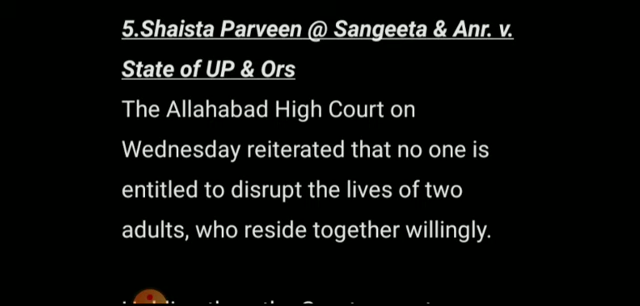 5.Shaista Parveen @ Sangeeta & Anr. v.
State of UP & Ors
The Allahabad High Court on
Wednesday reiterated that no one is
entitled to disrupt the lives of two
adults, who reside together willingly.